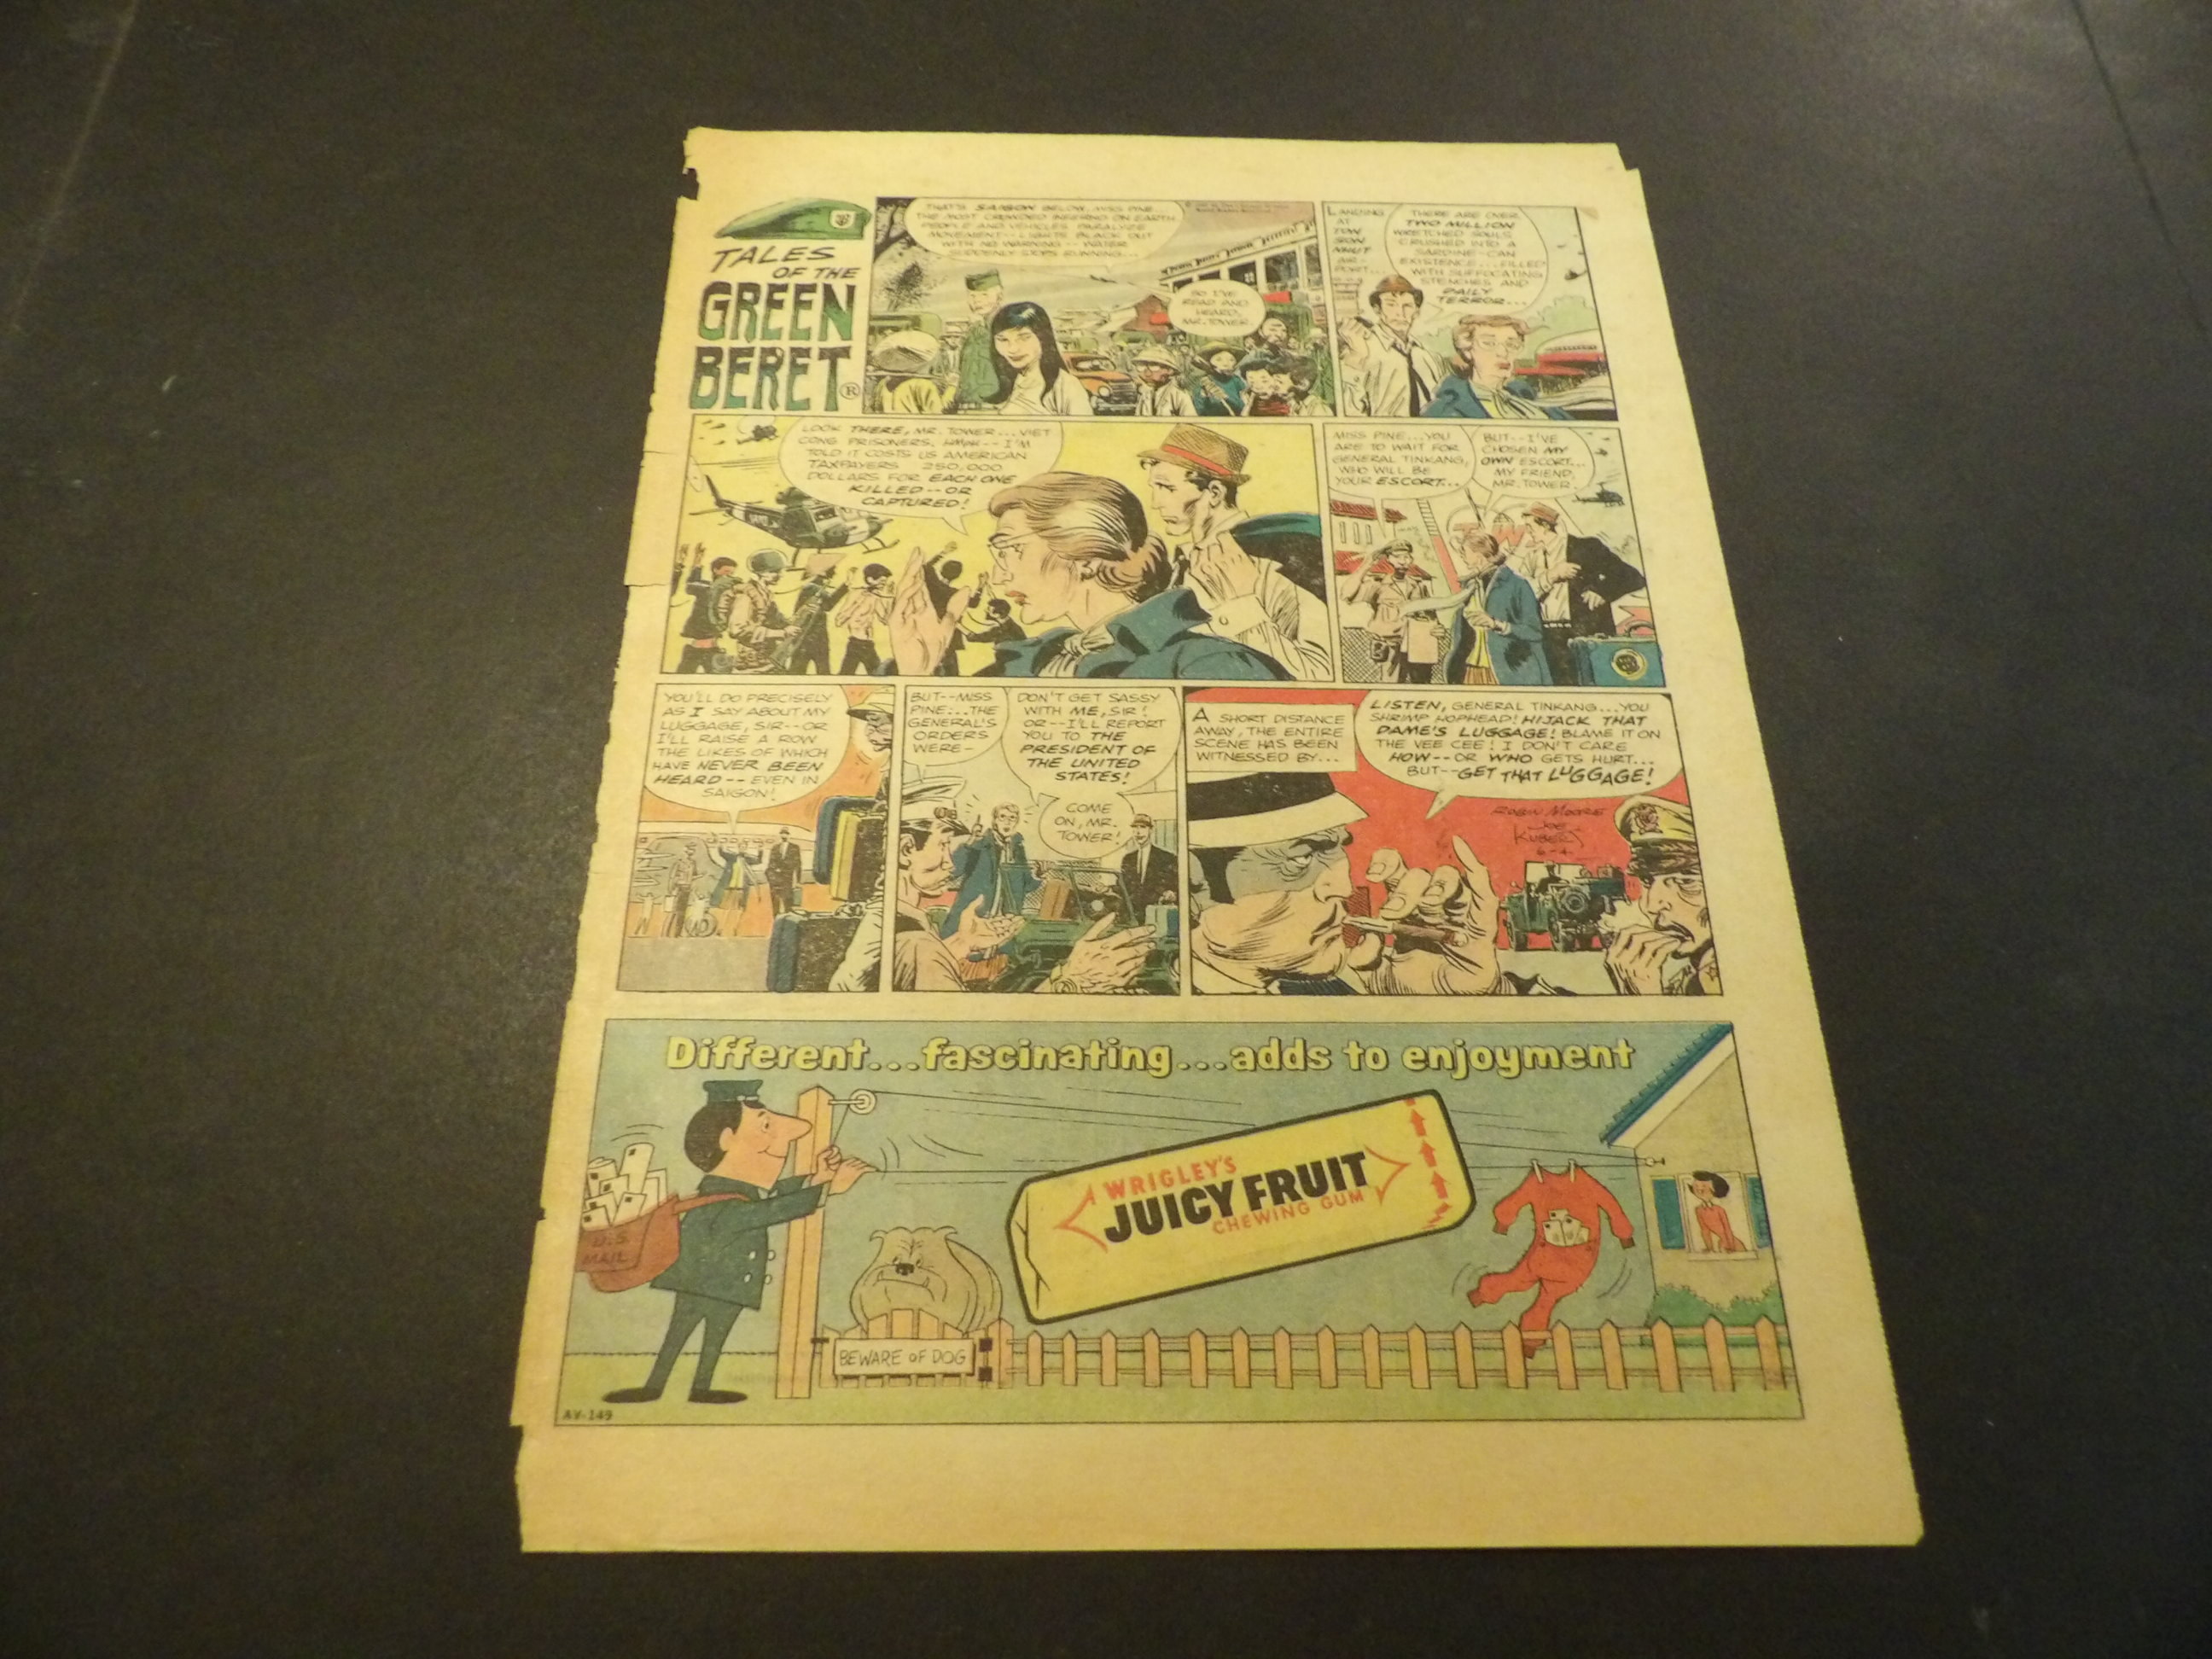 TALES
OF THE
GREEN
BERET®
THAT'S SAIGON BELOW, MISS PINE
THE MOST CROWDED INFERNO ON EARTH
PEOPLE AND VEHICLES PARALYZE
MOVEMENT--LIGHTS BLACK OUT
WITH NO WARNING -- WATER
SUDDENLY STOPS RUNNING...
SO I'VE
READ AND
HEARD,
MR. TOWER
LANDING
AT
TON
SON
NHUT
AIR-
PORT...
THERE ARE OVER
TWO MILLION
WRETCHED SOULS
CRUSHED INTO A
SARDINE-CAN
EXISTENCE...FILLED
WITH SUFFOCATING
STENCHES AND
DAILY
TERROR...
LOOK THERE, MR. TOWER...VIET
CONG PRISONERS. HMM-- I'M
TOLD IT COSTS US AMERICAN
TAXPAYERS 250,000
DOLLARS FOR EACH ONE
KILLED--OR
CAPTURED!
MISS PINE...YOU
ARE TO WAIT FOR
GENERAL TINKANG,
WHO WILL BE
YOUR ESCORT...
BUT--I'VE
CHOSEN MY
OWN ESCORT...
MY FRIEND,
MR. TOWER.
YOU'LL DO PRECISELY
AS I SAY ABOUT MY
LUGGAGE, SIR--OR
I'LL RAISE A ROW
THE LIKES OF WHICH
HAVE NEVER BEEN
HEARD -- EVEN IN
SAIGON!
BUT--MISS
PINE...THE
GENERAL'S
ORDERS
WERE-
DON'T GET SASSY
WITH ME, SIR!
OR--I'LL REPORT
YOU TO THE
PRESIDENT OF
THE UNITED
STATES!
COME
ON, MR.
TOWER!
A SHORT DISTANCE
AWAY, THE ENTIRE
SCENE HAS BEEN
WITNESSED BY...
LISTEN, GENERAL TINKANG...YOU
SHRIMP HOPHEAD! HIJACK THAT
DAME'S LUGGAGE! BLAME IT ON
THE VEE CEE! I DON'T CARE
HOW--OR WHO GETS HURT...
BUT--GET THAT LUGGAGE!
ROBIN MOORE
JOE
KUBERT
6-4
Different...fascinating...adds to enjoyment
WRIGLEY'S
JUICY FRUIT
CHEWING GUM
U.S.
MAIL
BEWARE OF DOG
AV-149